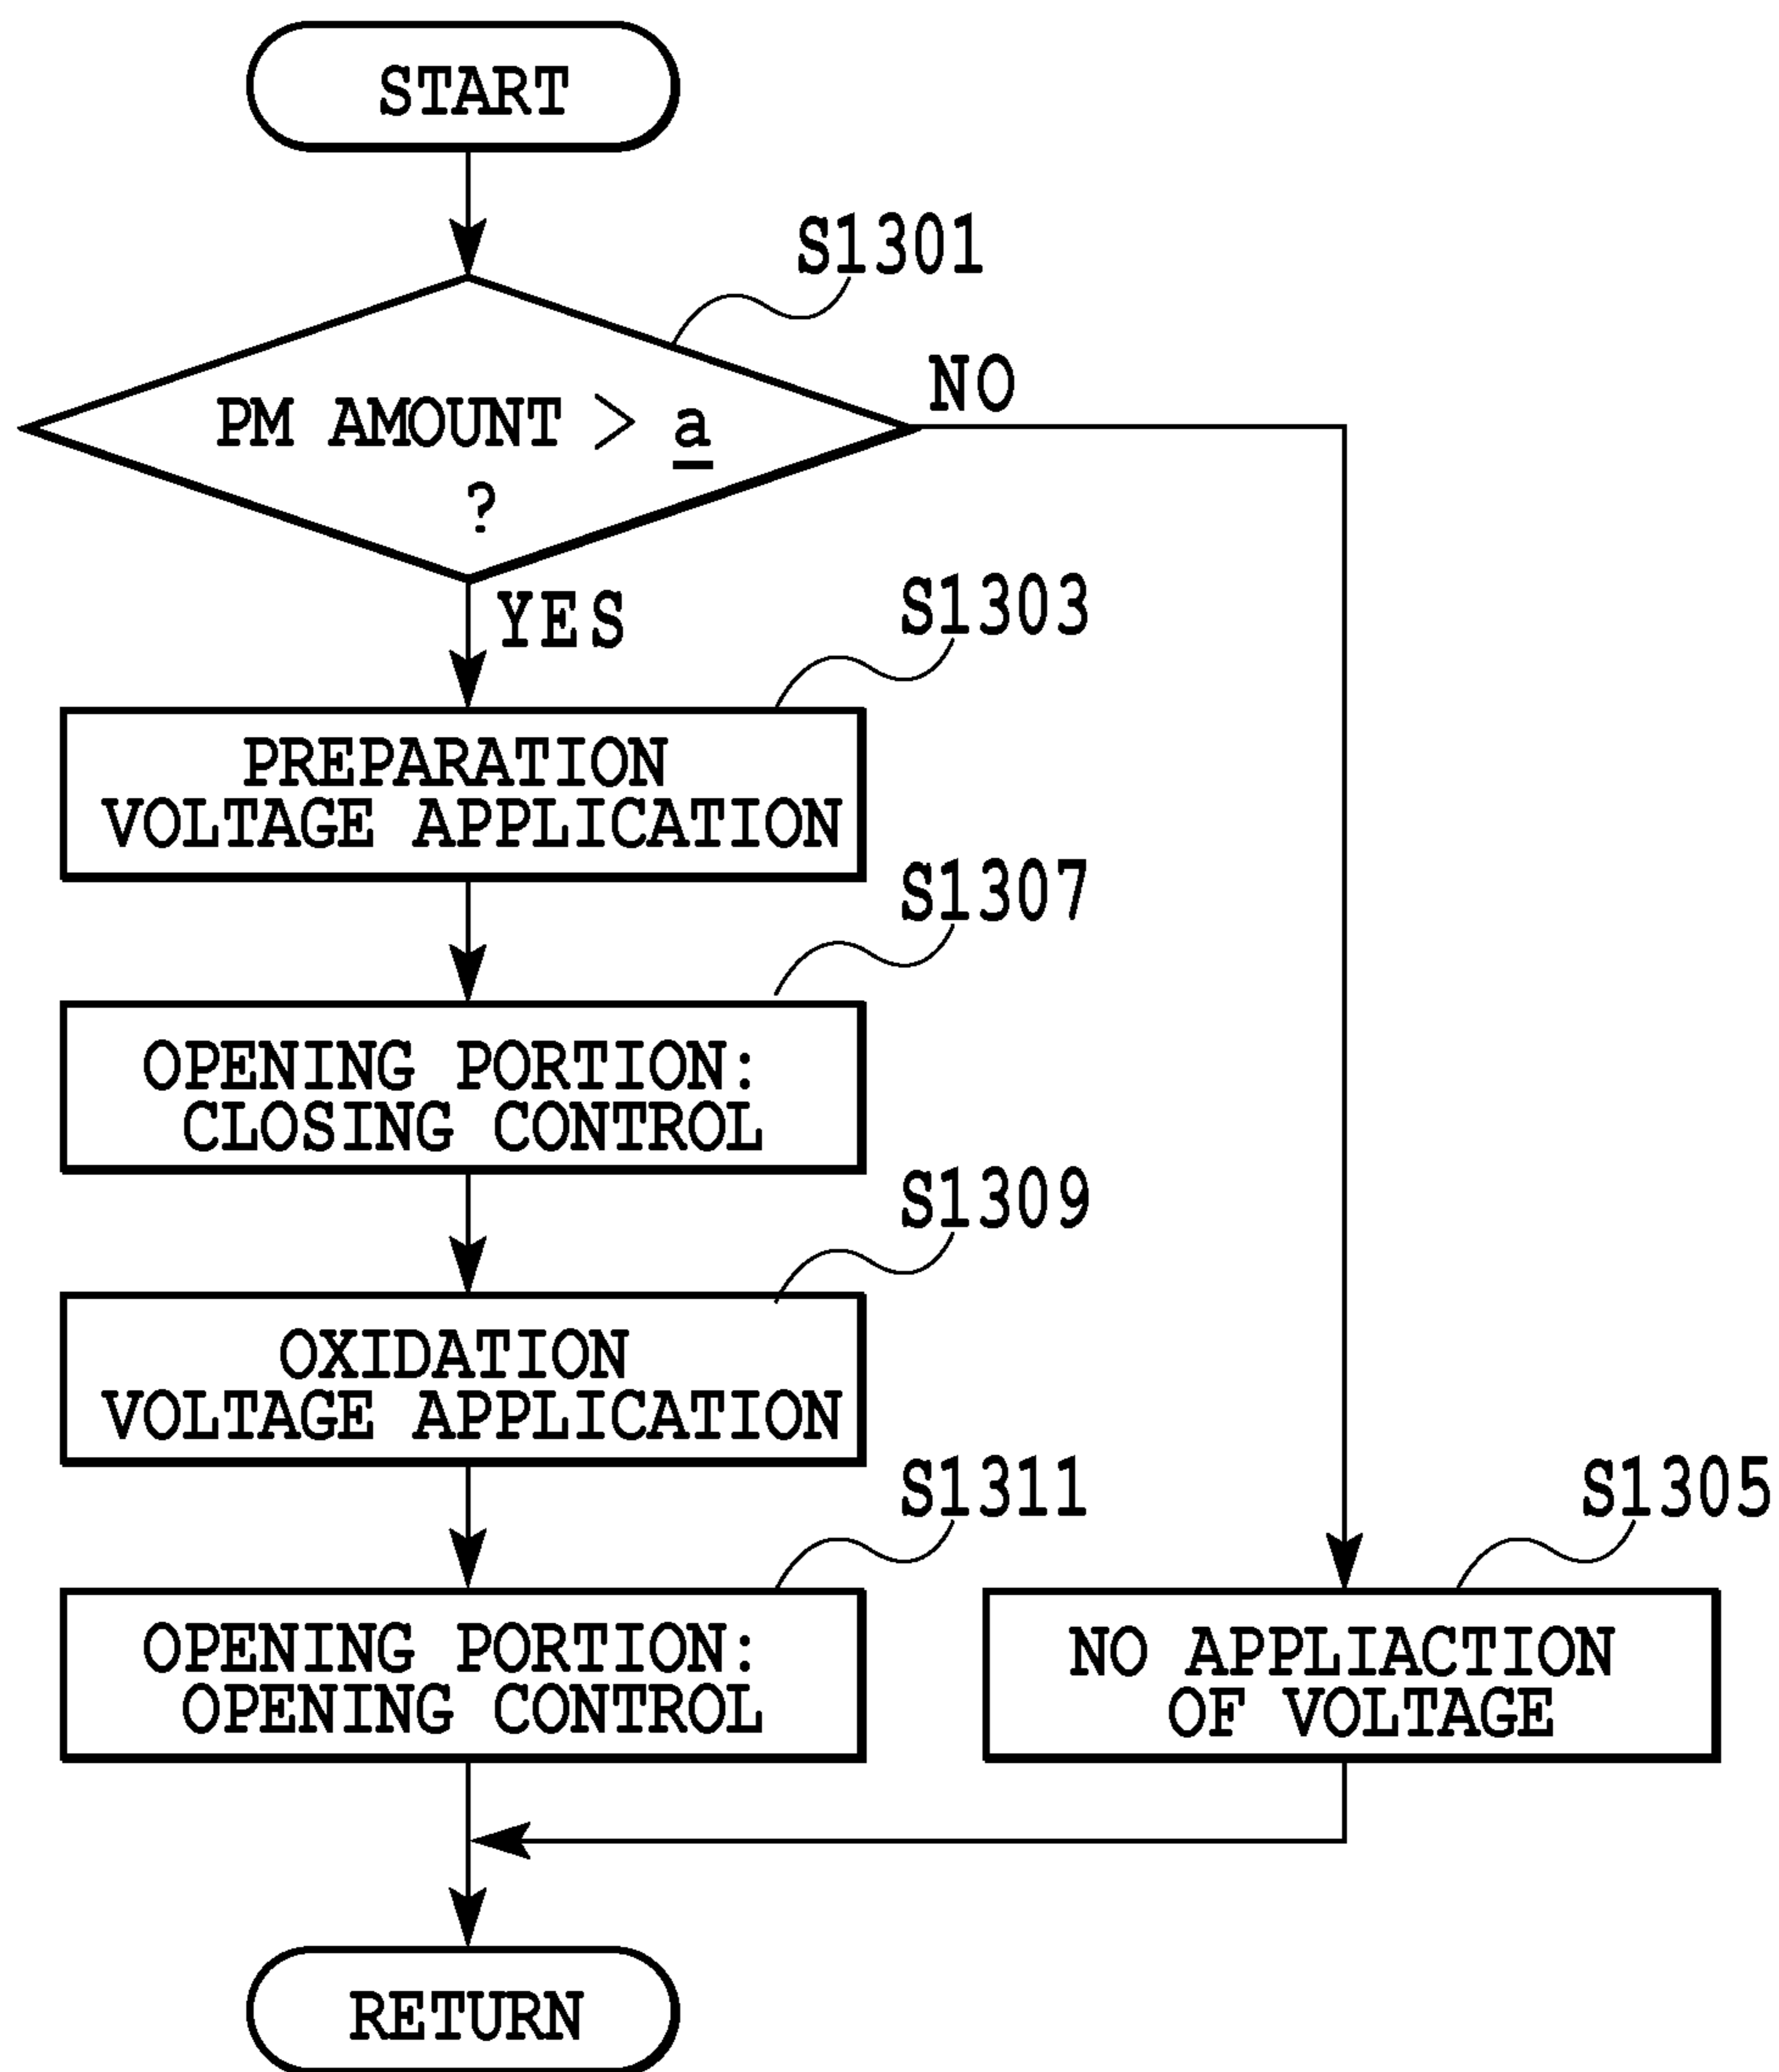 START
S1301
NO
PM AMOUNT > a
?
YES
S1303
PREPARATION
VOLTAGE APPLICATION
S1307
OPENING PORTION:
CLOSING CONTROL
S1309
OXIDATION
VOLTAGE APPLICATION
S1311
OPENING PORTION:
OPENING CONTROL
S1305
NO APPLIACTION
OF VOLTAGE
RETURN